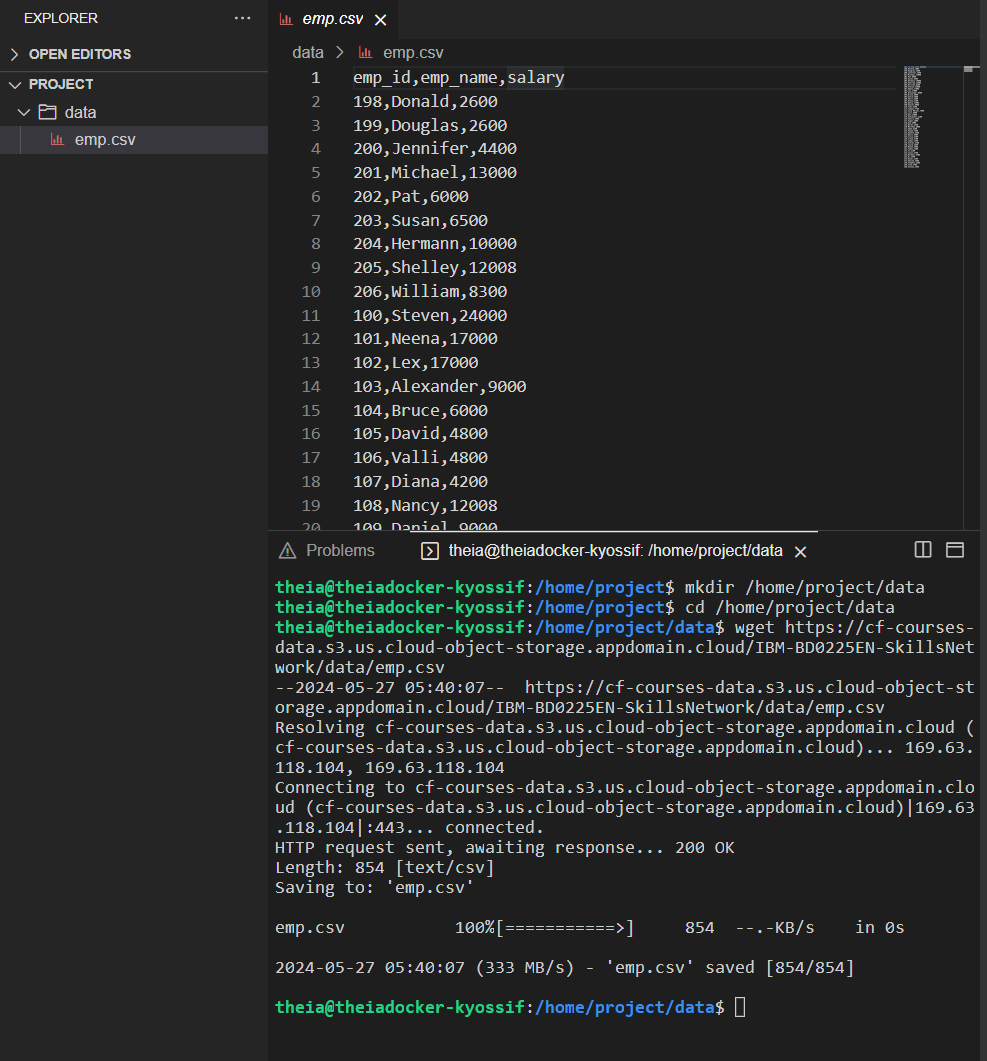 EXPLORER
OPEN EDITORS
PROJECT
data
emp.csv
emp.csv
data > emp.csv
1 emp_id,emp_name,salary
2 198,Donald,2600
3 199,Douglas,2600
4 200,Jennifer,4400
5 201,Michael,13000
6 202,Pat,6000
7 203,Susan,6500
8 204,Hermann,10000
9 205,Shelley,12008
10 206,William,8300
11 100,Steven,24000
12 101,Neena,17000
13 102,Lex,17000
14 103,Alexander,9000
15 104,Bruce,6000
16 105,David,4800
17 106,Valli,4800
18 107,Diana,4200
19 108,Nancy,12008
20 109,Daniel,9000
Problems
theia@theiadocker-kyossif: /home/project/data
theia@theiadocker-kyossif:/home/project$ mkdir /home/project/data
theia@theiadocker-kyossif:/home/project$ cd /home/project/data
theia@theiadocker-kyossif:/home/project/data$ wget https://cf-courses-
data.s3.us.cloud-object-storage.appdomain.cloud/IBM-BD0225EN-SkillsNet
work/data/emp.csv
--2024-05-27 05:40:07--  https://cf-courses-data.s3.us.cloud-object-st
orage.appdomain.cloud/IBM-BD0225EN-SkillsNetwork/data/emp.csv
Resolving cf-courses-data.s3.us.cloud-object-storage.appdomain.cloud (
cf-courses-data.s3.us.cloud-object-storage.appdomain.cloud)... 169.63.
118.104, 169.63.118.104
Connecting to cf-courses-data.s3.us.cloud-object-storage.appdomain.clo
ud (cf-courses-data.s3.us.cloud-object-storage.appdomain.cloud)|169.63
.118.104|:443... connected.
HTTP request sent, awaiting response... 200 OK
Length: 854 [text/csv]
Saving to: 'emp.csv'
emp.csv           100%[===========>]     854  --.-KB/s    in 0s
2024-05-27 05:40:07 (333 MB/s) - 'emp.csv' saved [854/854]
theia@theiadocker-kyossif:/home/project/data$